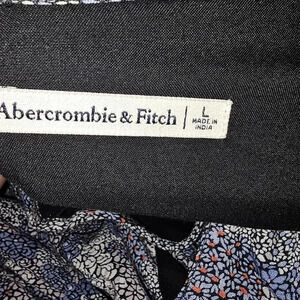 Abercrombie & Fitch
L
MADE IN
INDIA